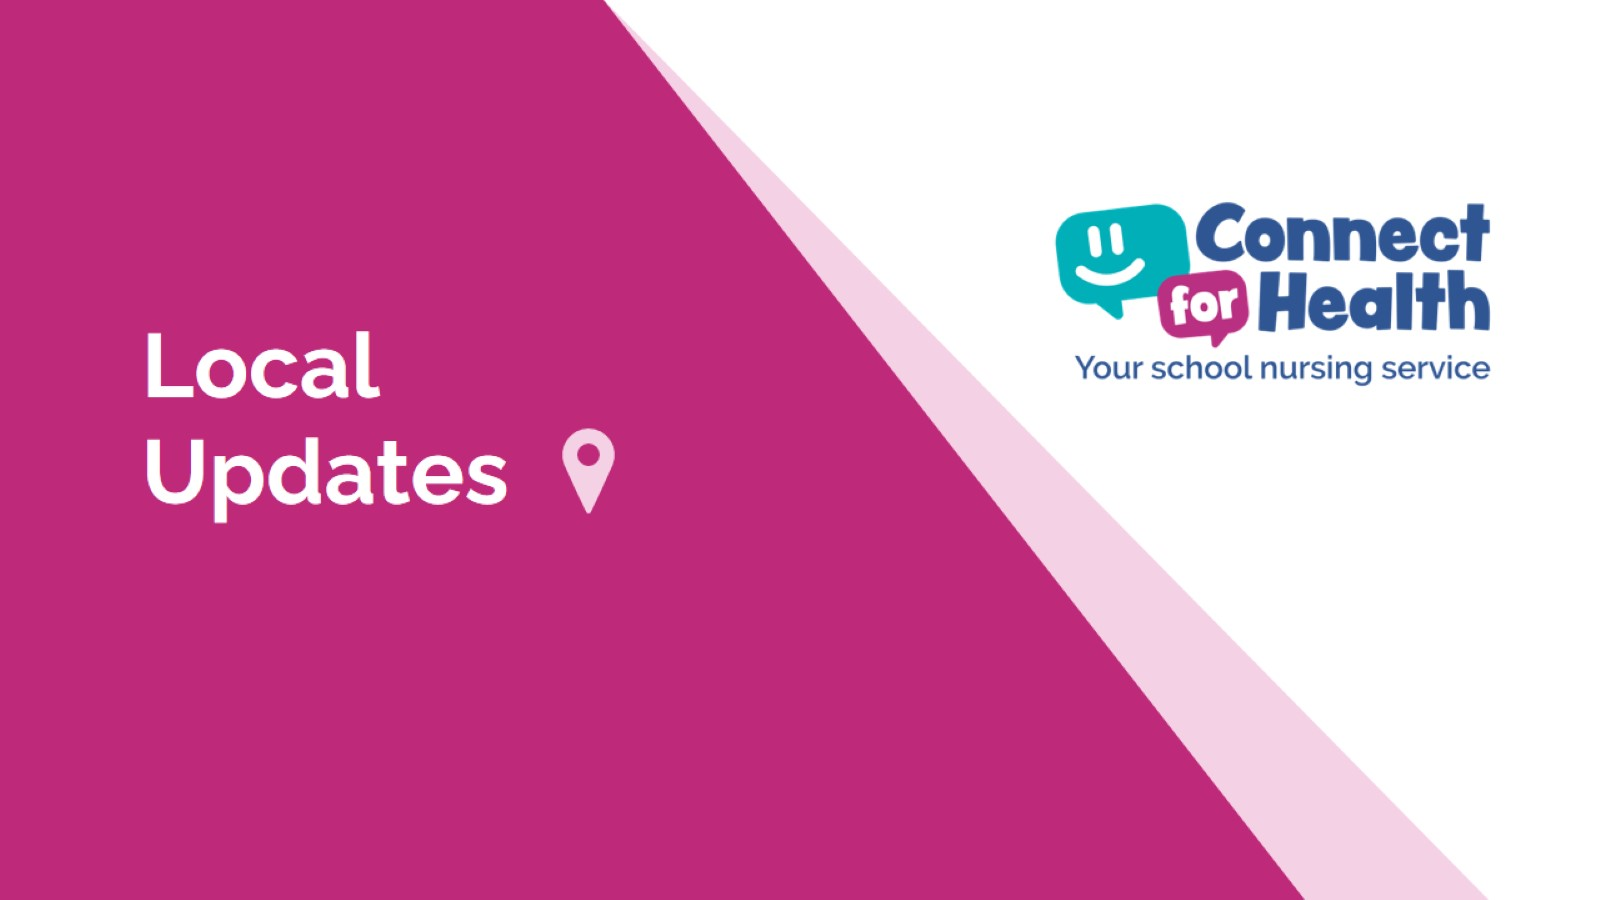 Local
Updates
Connect
for Health
Your school nursing service